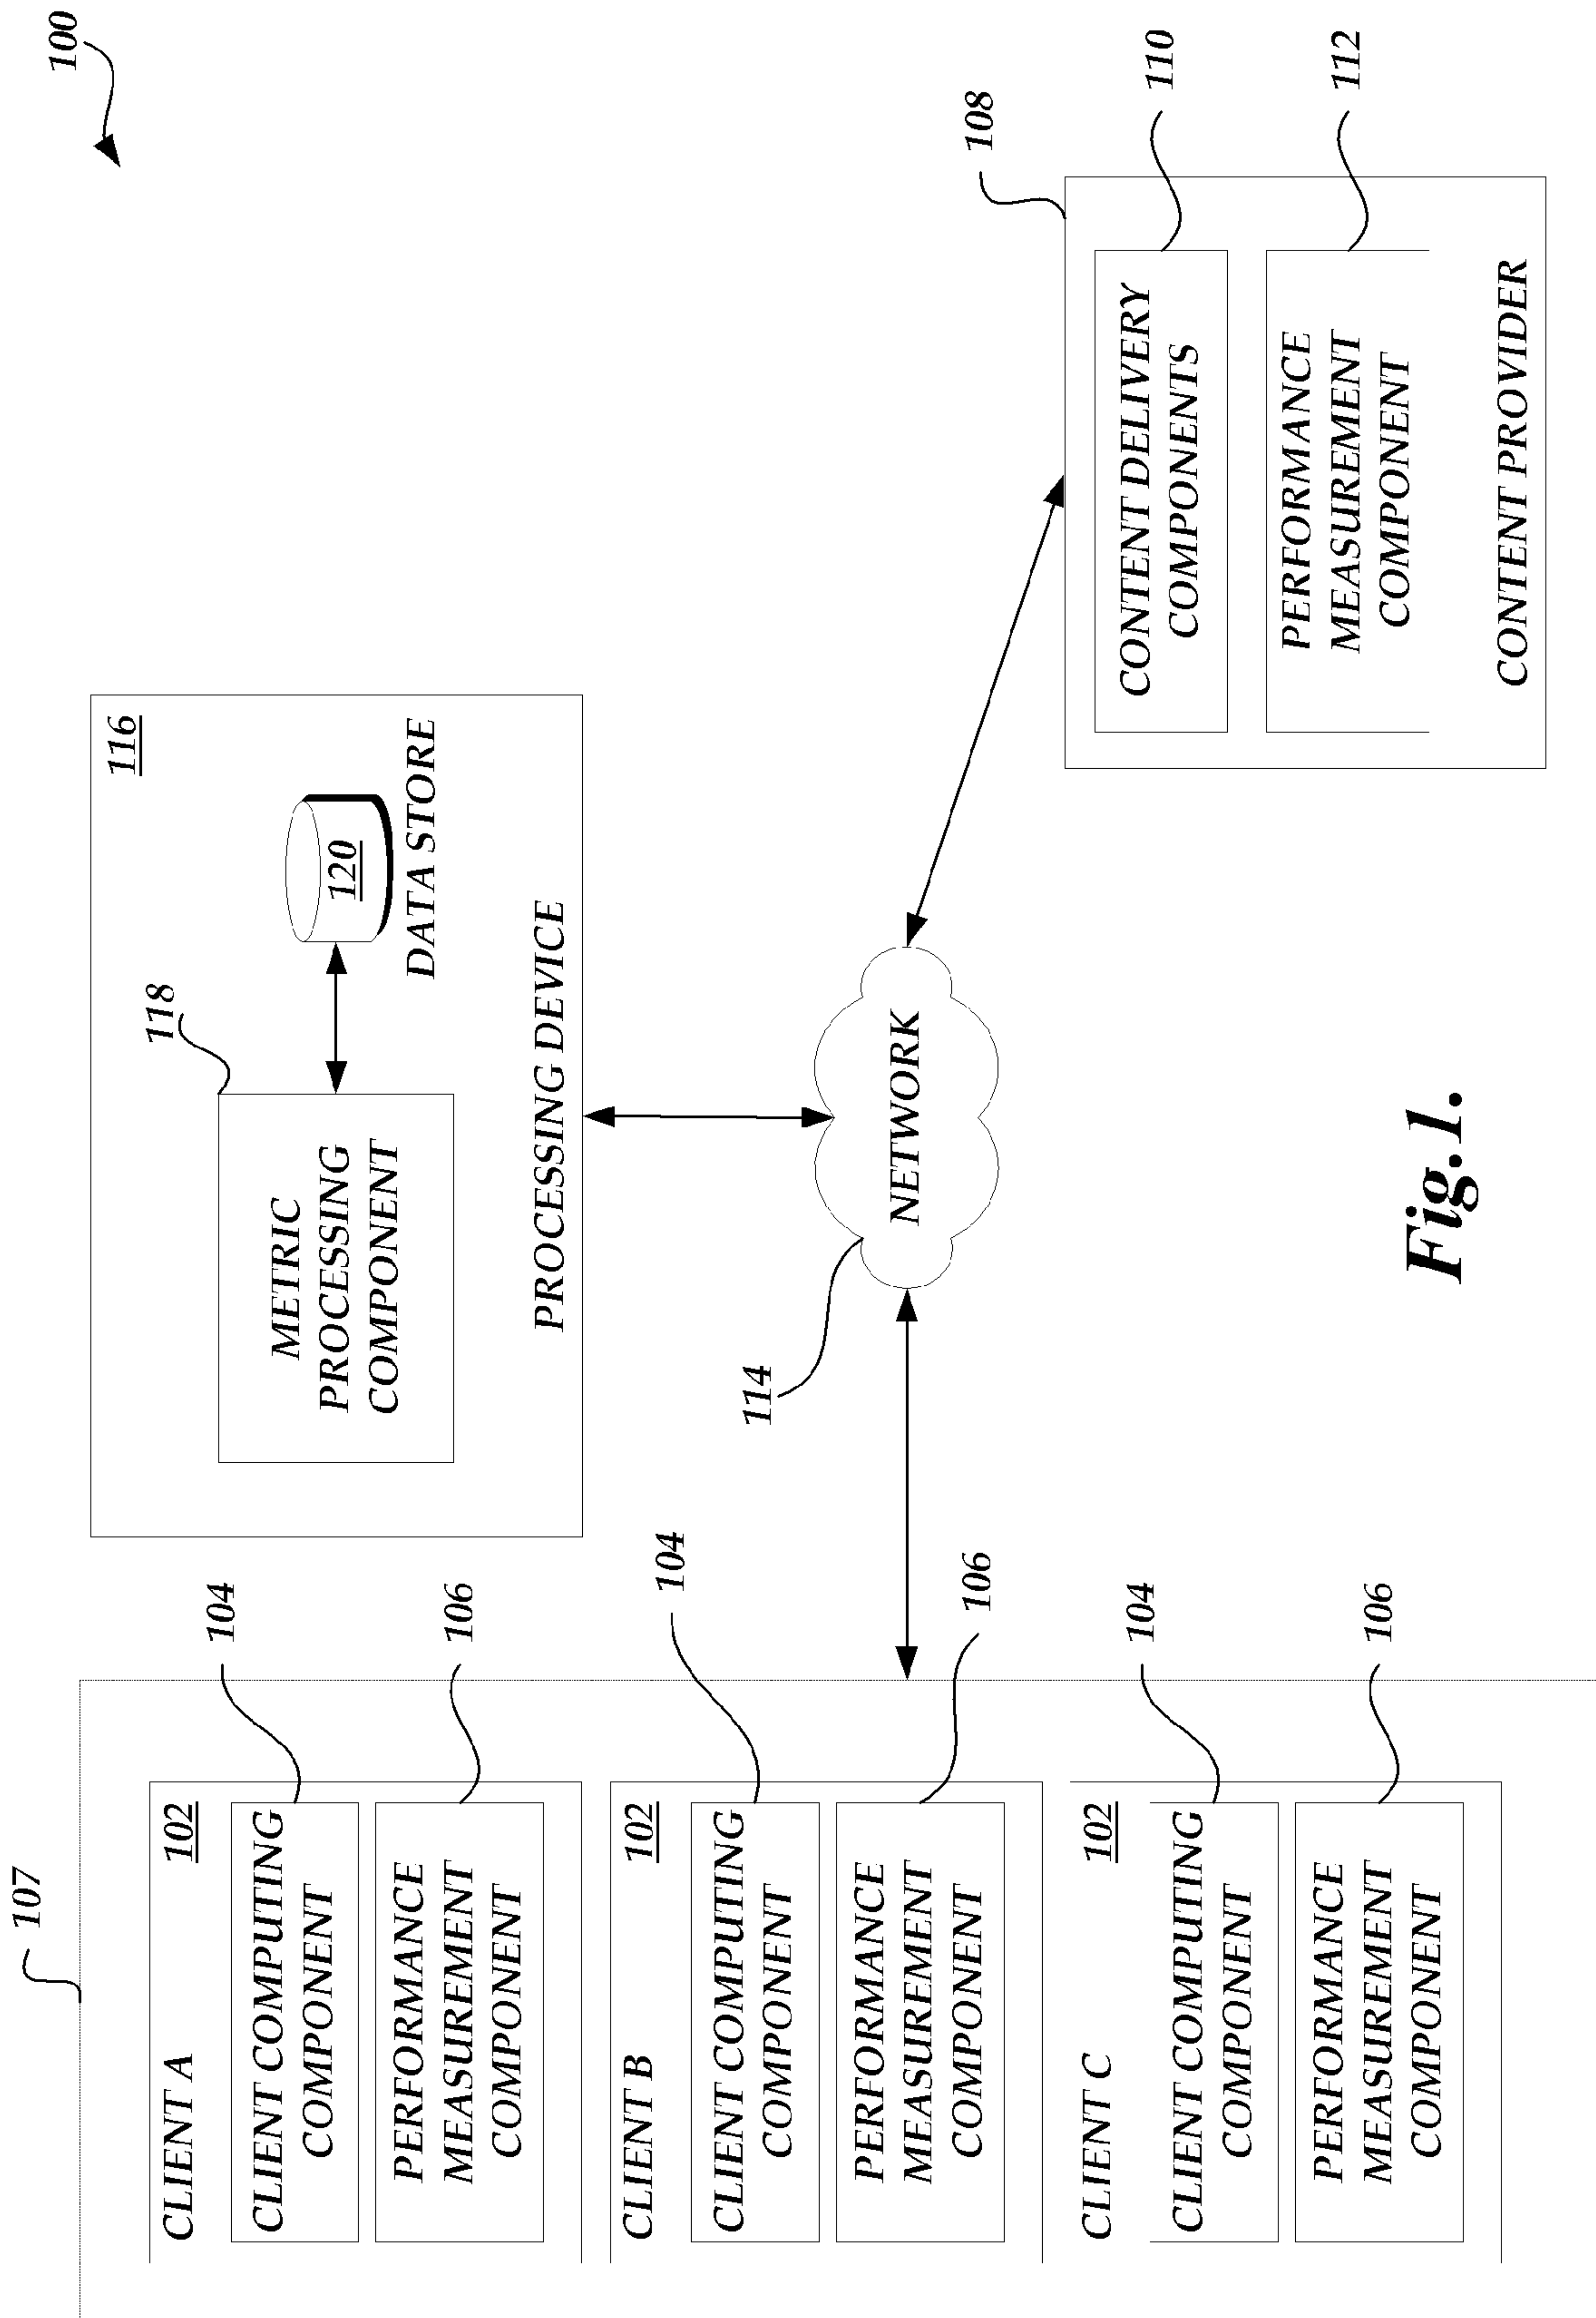 100
107
CLIENT A
102
CLIENT COMPUTING
COMPONENT
104
PERFORMANCE
MEASUREMENT
COMPONENT
106
CLIENT B
102
CLIENT COMPUTING
COMPONENT
104
PERFORMANCE
MEASUREMENT
COMPONENT
106
CLIENT C
102
CLIENT COMPUTING
COMPONENT
104
PERFORMANCE
MEASUREMENT
COMPONENT
106
116
118
METRIC
PROCESSING
COMPONENT
120
DATA STORE
PROCESSING DEVICE
114
NETWORK
108
CONTENT DELIVERY
COMPONENTS
110
PERFORMANCE
MEASUREMENT
COMPONENT
112
CONTENT PROVIDER
Fig.1.